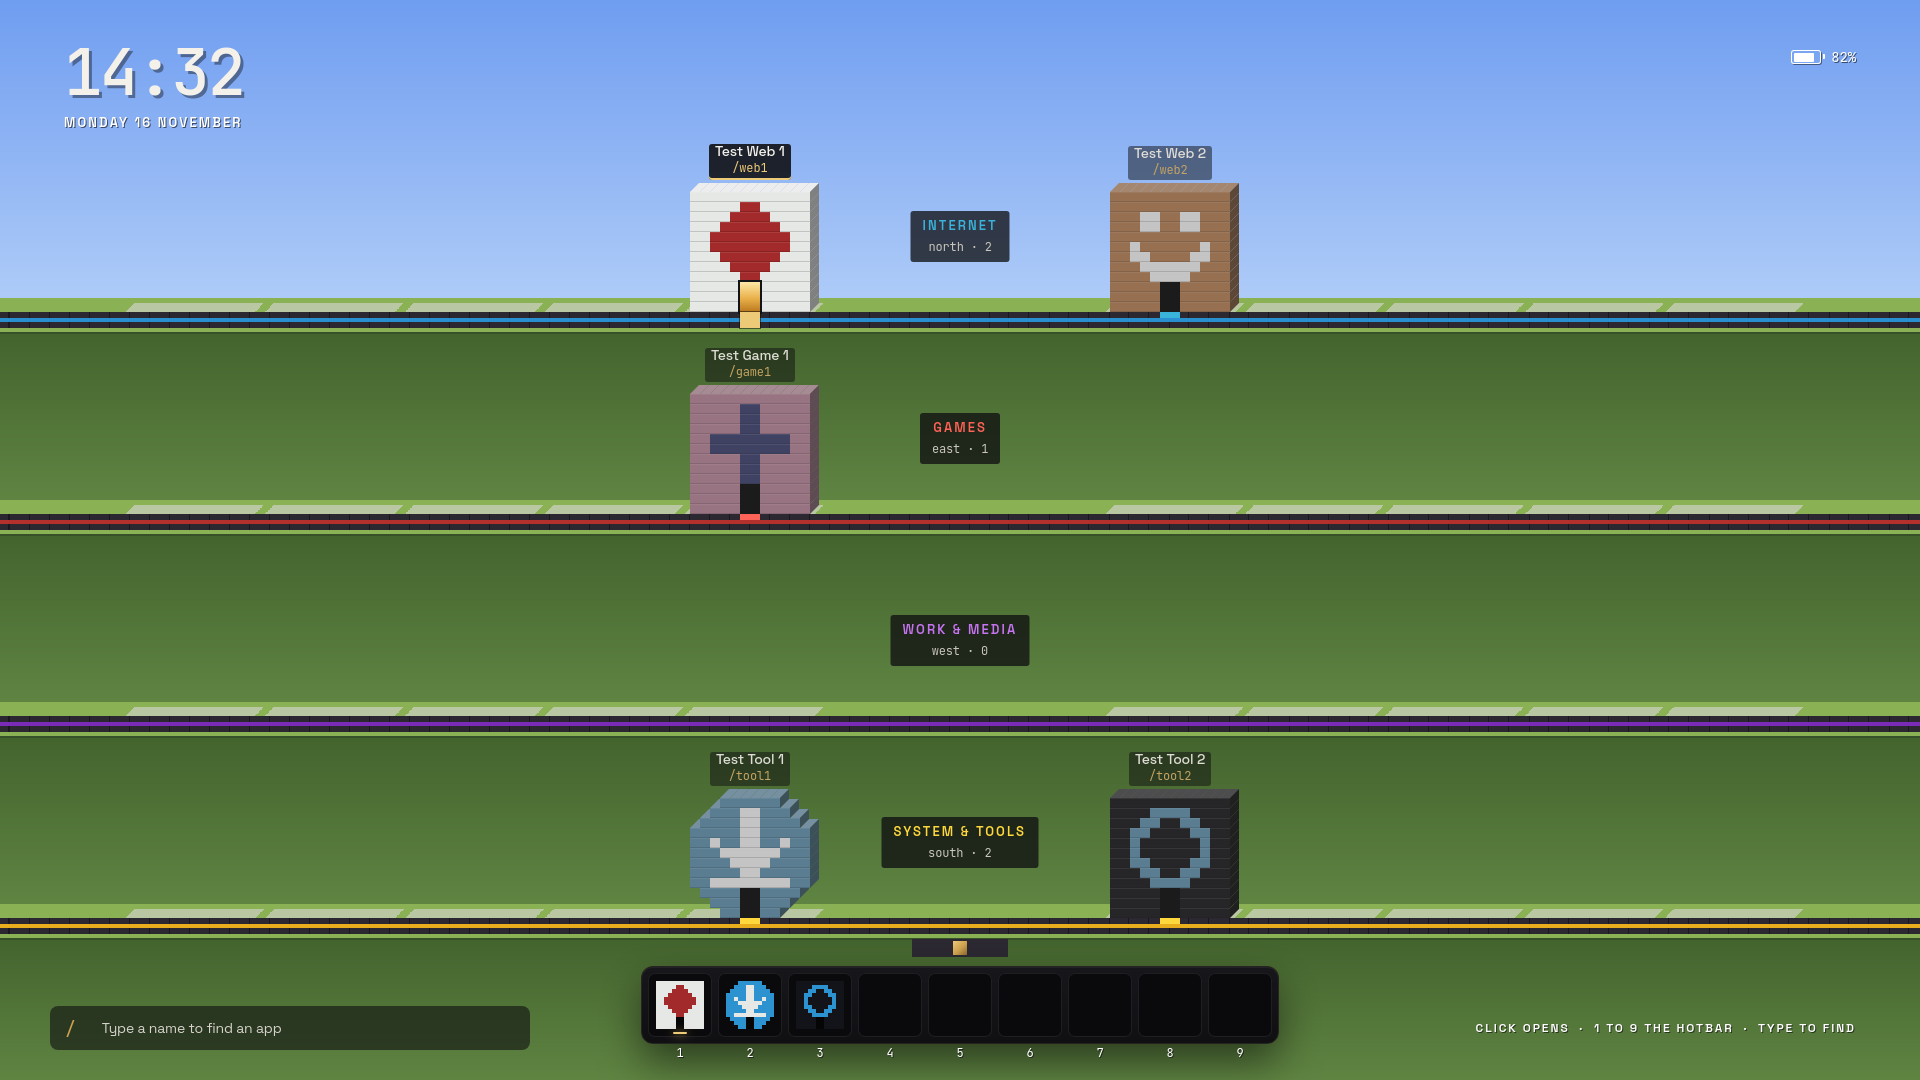 14:32
MONDAY 16 NOVEMBER
82%
Test Web 1
/web1
Test Web 2
/web2
INTERNET
north · 2
Test Game 1
/game1
GAMES
east · 1
WORK & MEDIA
west · 0
Test Tool 1
/tool1
Test Tool 2
/tool2
SYSTEM & TOOLS
south · 2
/ Type a name to find an app
1 2 3 4 5 6 7 8 9
CLICK OPENS · 1 TO 9 THE HOTBAR · TYPE TO FIND